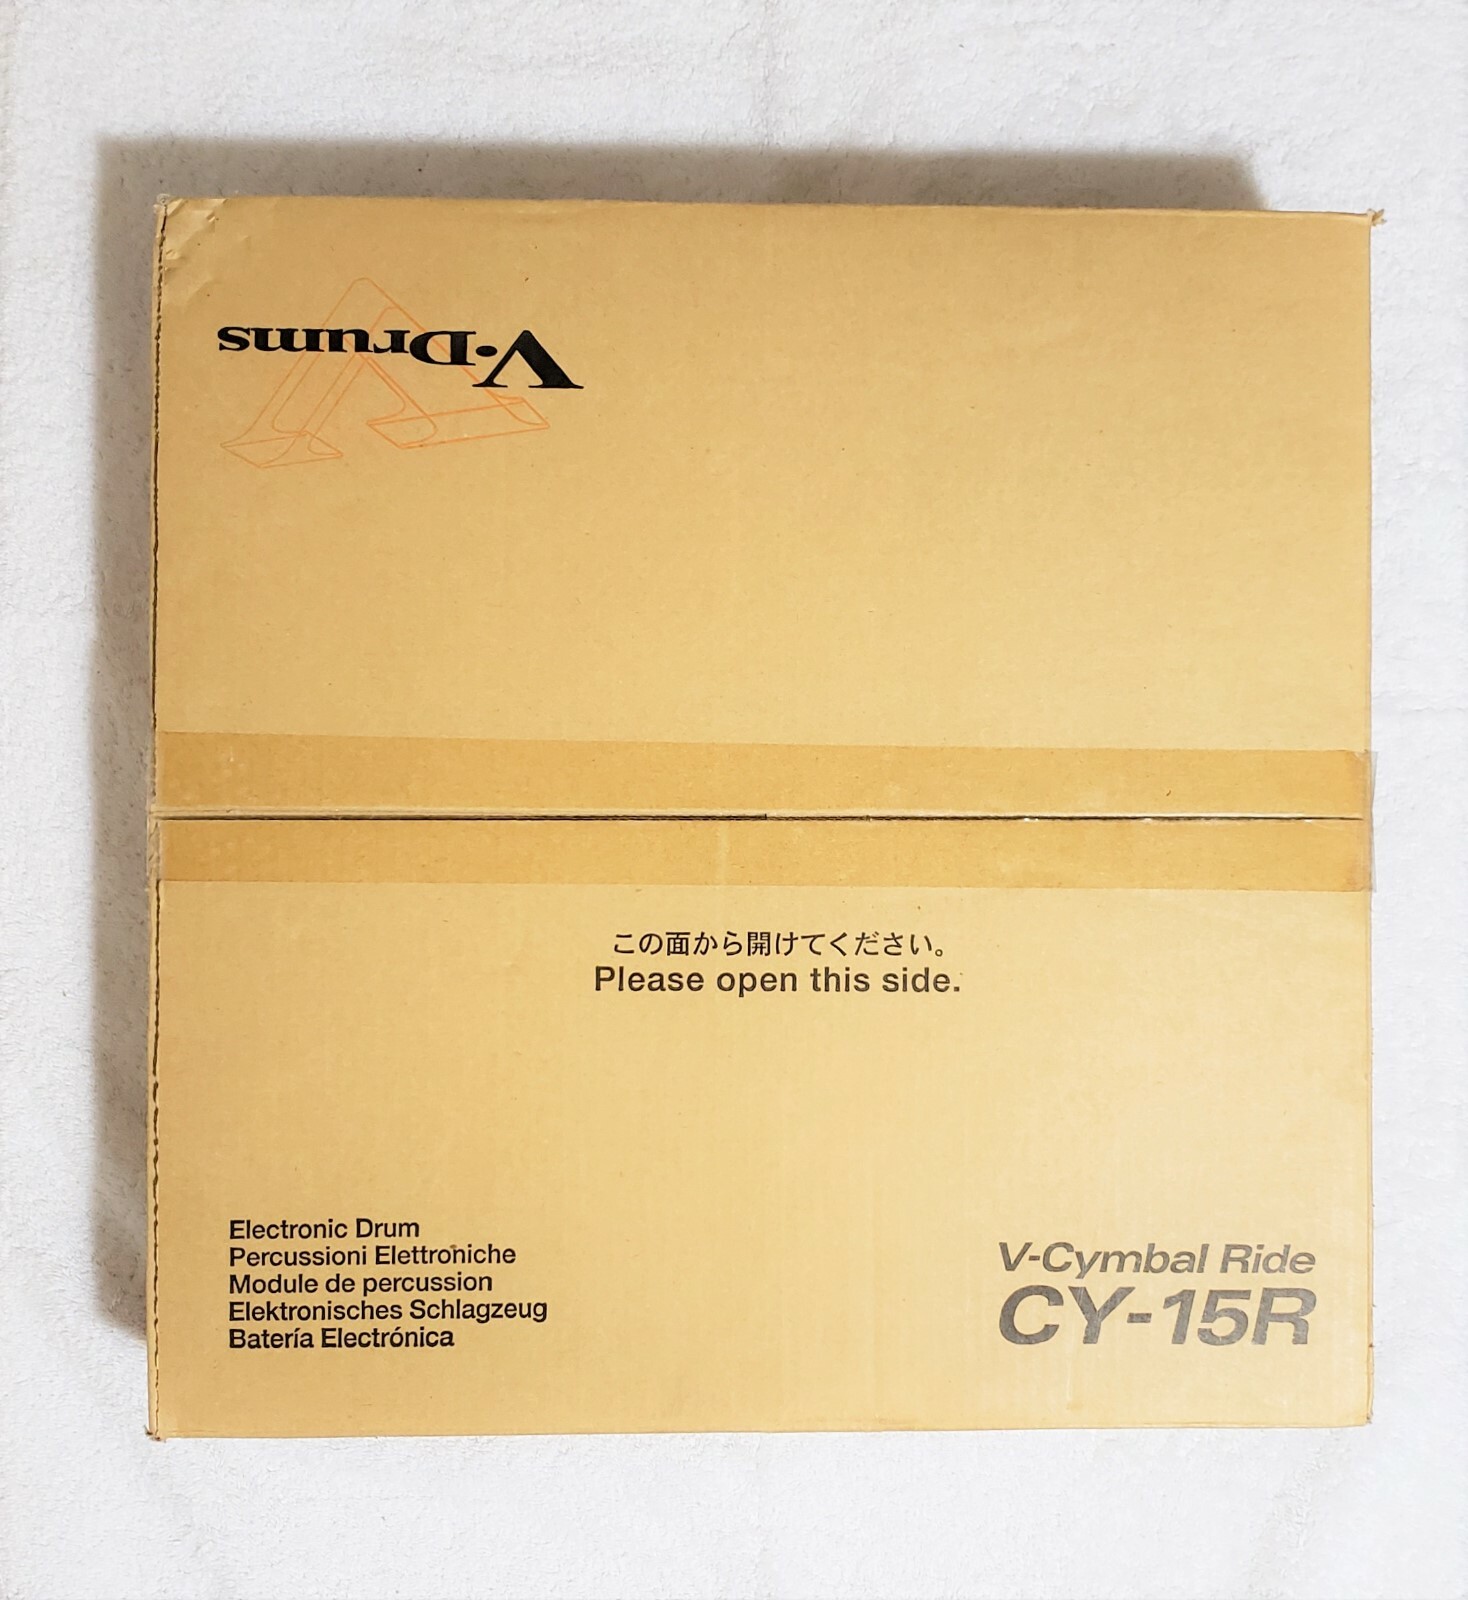 V-Drums
この面から開けてください。
Please open this side.
Electronic Drum
Percussioni Elettroniche
Module de percussion
Elektronisches Schlagzeug
Batería Electrónica
V-Cymbal Ride
CY-15R